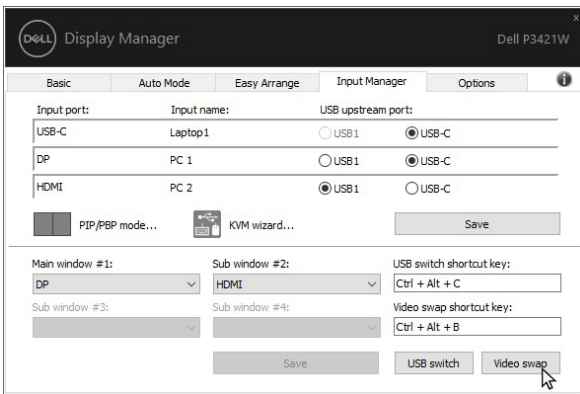 DELL Display Manager Dell P3421W
Basic Auto Mode Easy Arrange Input Manager Options
Input port: Input name: USB upstream port:
USB-C Laptop1 USB1 USB-C
DP PC 1 USB1 USB-C
HDMI PC 2 USB1 USB-C
PIP/PBP mode... KVM wizard... Save
Main window #1: Sub window #2: USB switch shortcut key:
DP HDMI Ctrl + Alt + C
Sub window #3: Sub window #4: Video swap shortcut key:
Ctrl + Alt + B
Save USB switch Video swap